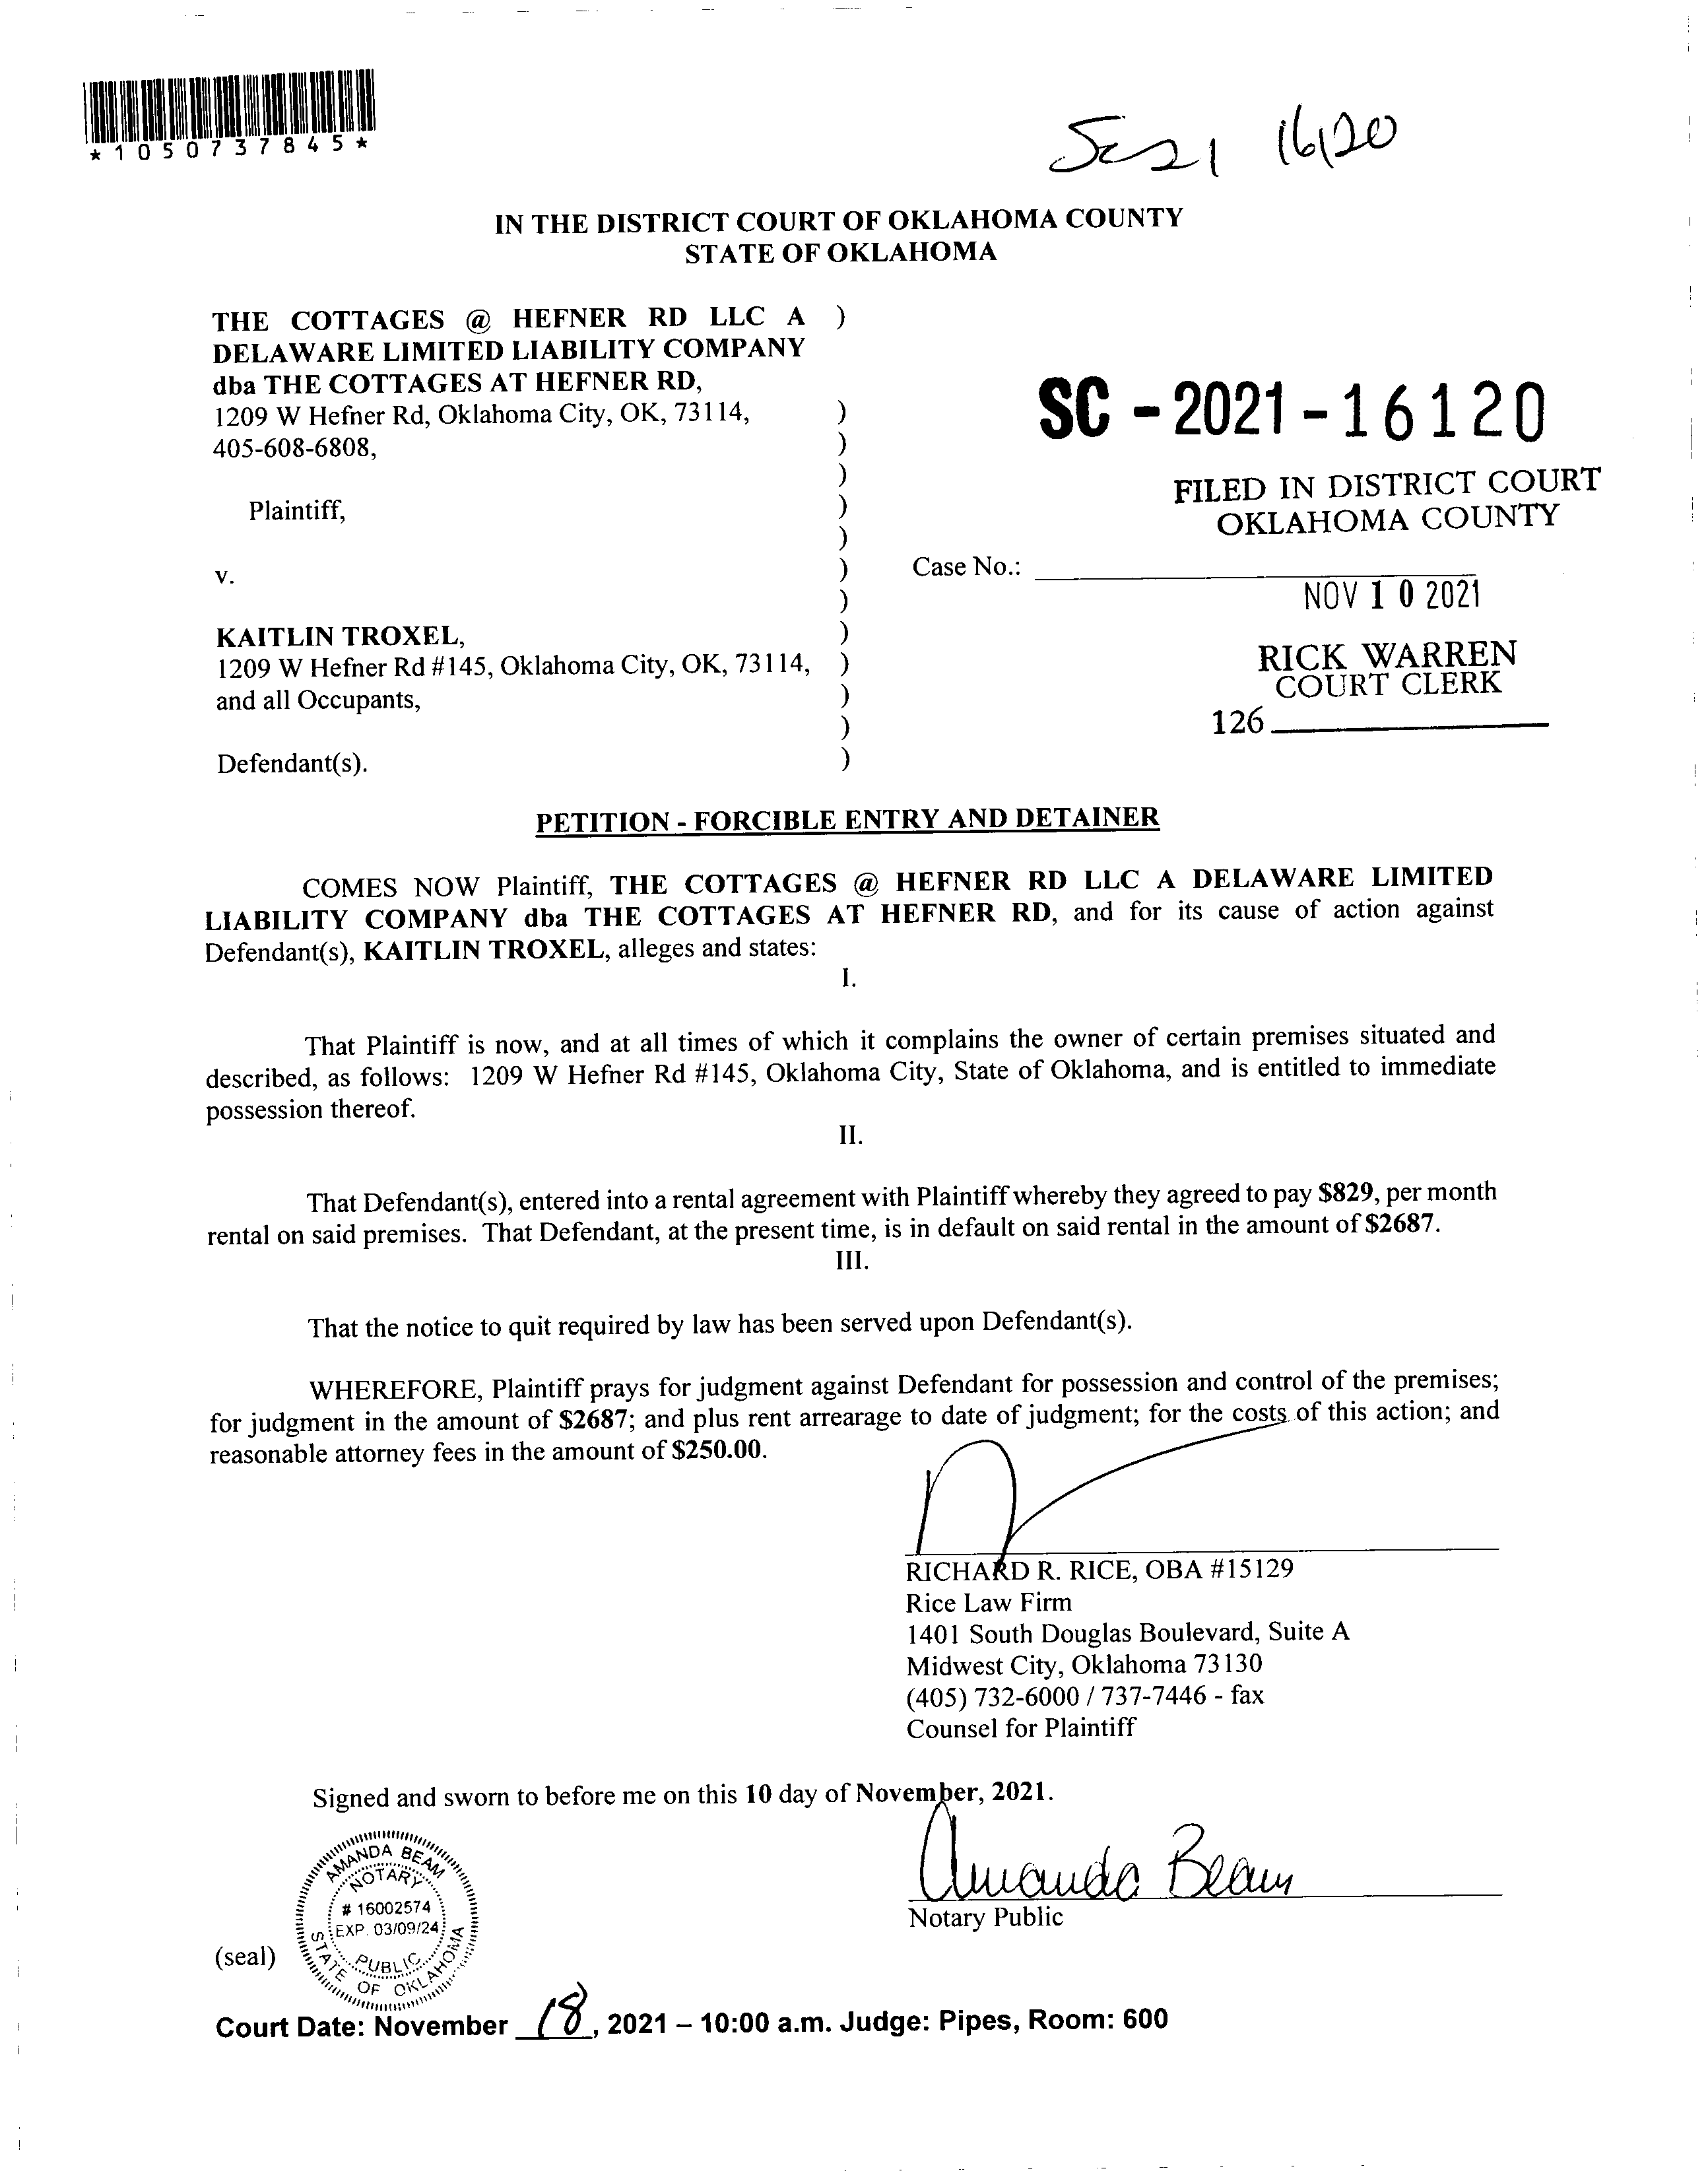 *1050737845*
SC21 16120
IN THE DISTRICT COURT OF OKLAHOMA COUNTY
STATE OF OKLAHOMA
THE COTTAGES @ HEFNER RD LLC A )
DELAWARE LIMITED LIABILITY COMPANY
dba THE COTTAGES AT HEFNER RD,
1209 W Hefner Rd, Oklahoma City, OK, 73114, )
405-608-6808, )
)
Plaintiff, )
)
v. )
)
KAITLIN TROXEL, )
1209 W Hefner Rd #145, Oklahoma City, OK, 73114, )
and all Occupants, )
)
Defendant(s). )
SC - 2021 - 16120
FILED IN DISTRICT COURT
OKLAHOMA COUNTY
Case No.:
NOV 10 2021
RICK WARREN
COURT CLERK
126
PETITION - FORCIBLE ENTRY AND DETAINER
COMES NOW Plaintiff, THE COTTAGES @ HEFNER RD LLC A DELAWARE LIMITED
LIABILITY COMPANY dba THE COTTAGES AT HEFNER RD, and for its cause of action against
Defendant(s), KAITLIN TROXEL, alleges and states:
I.
That Plaintiff is now, and at all times of which it complains the owner of certain premises situated and
described, as follows: 1209 W Hefner Rd #145, Oklahoma City, State of Oklahoma, and is entitled to immediate
possession thereof.
II.
That Defendant(s), entered into a rental agreement with Plaintiff whereby they agreed to pay $829, per month
rental on said premises. That Defendant, at the present time, is in default on said rental in the amount of $2687.
III.
That the notice to quit required by law has been served upon Defendant(s).
WHEREFORE, Plaintiff prays for judgment against Defendant for possession and control of the premises;
for judgment in the amount of $2687; and plus rent arrearage to date of judgment; for the costs of this action; and
reasonable attorney fees in the amount of $250.00.
RICHARD R. RICE, OBA #15129
Rice Law Firm
1401 South Douglas Boulevard, Suite A
Midwest City, Oklahoma 73130
(405) 732-6000 / 737-7446 - fax
Counsel for Plaintiff
Signed and sworn to before me on this 10 day of November, 2021.
Amanda Beam
Notary Public
AMANDA BEAM
NOTARY
# 16002574
EXP. 03/09/24
PUBLIC
STATE OF OKLAHOMA
(seal)
Court Date: November 18, 2021 – 10:00 a.m. Judge: Pipes, Room: 600